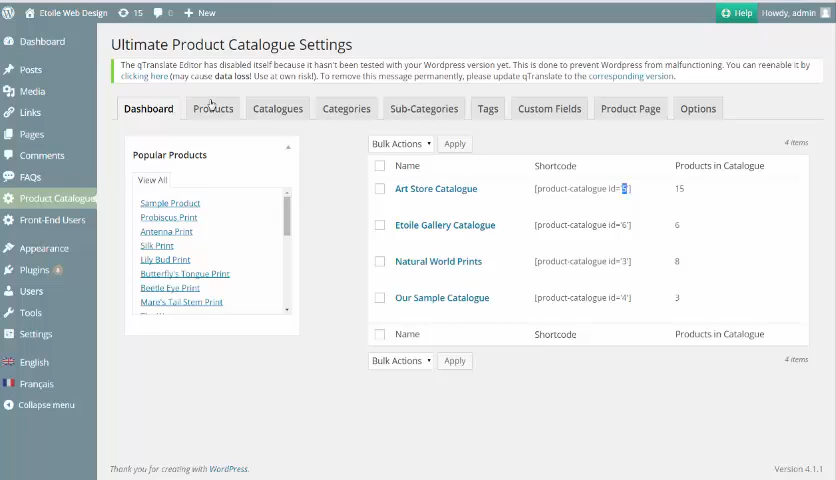 Etoile Web Design 15 0 New Help Howdy, admin
Dashboard
Posts
Media
Links
Pages
Comments
FAQs
Product Catalogue
Front-End Users
Appearance
Plugins 8
Users
Tools
Settings
English
Français
Collapse menu
Ultimate Product Catalogue Settings
The qTranslate Editor has disabled itself because it hasn't been tested with your Wordpress version yet. This is done to prevent Wordpress from malfunctioning. You can reenable it by
clicking here (may cause data loss! Use at own risk!). To remove this message permanently, please update qTranslate to the corresponding version.
Dashboard Products Catalogues Categories Sub-Categories Tags Custom Fields Product Page Options
Popular Products
View All
Sample Product
Probiscus Print
Antenna Print
Silk Print
Lily Bud Print
Butterfly's Tongue Print
Beetle Eye Print
Mare's Tail Stem Print
Bulk Actions Apply 4 items
Name Shortcode Products in Catalogue
Art Store Catalogue [product-catalogue id='5'] 15
Etoile Gallery Catalogue [product-catalogue id='6'] 6
Natural World Prints [product-catalogue id='3'] 8
Our Sample Catalogue [product-catalogue id='4'] 3
Name Shortcode Products in Catalogue
Bulk Actions Apply 4 items
Thank you for creating with WordPress. Version 4.1.1